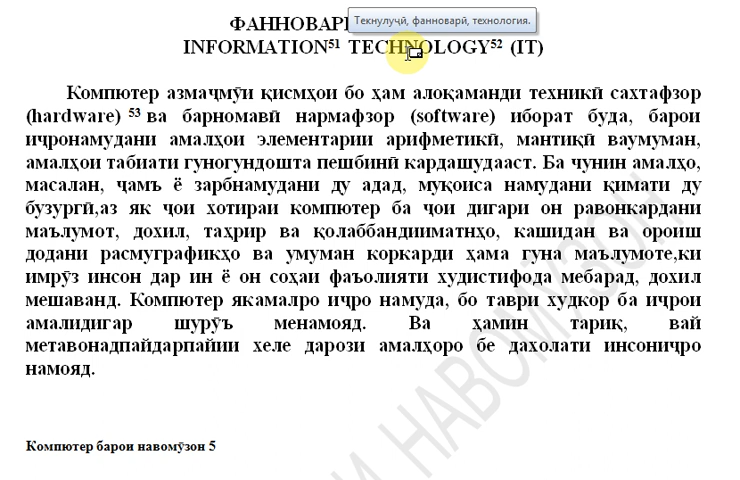 Текнулуҷӣ, фанноварӣ, технология.
ФАННОВАР
INFORMATION51 TECHNOLOGY52 (IT)
Компютер азмаҷмӯи қисмҳои бо ҳам алоқаманди техникӣ сахтафзор
(hardware) 53 ва барномавӣ нармафзор (software) иборат буда, барои
иҷронамудани амалҳои элементарии арифметикӣ, мантиқӣ ваумуман,
амалҳои табиати гуногундошта пешбинӣ кардашудааст. Ба чунин амалҳо,
масалан, ҷамъ ё зарбнамудани ду адад, муқоиса намудани қимати ду
бузургӣ,аз як ҷои хотираи компютер ба ҷои дигари он равонкардани
маълумот, дохил, таҳрир ва қолаббандииматнҳо, кашидан ва ороиш
додани расмуграфикҳо ва умуман коркарди ҳама гуна маълумоте,ки
имрӯз инсон дар ин ё он соҳаи фаъолияти худистифода мебарад, дохил
мешаванд. Компютер якамалро иҷро намуда, бо таври худкор ба иҷрои
амалидигар шурӯъ менамояд. Ва ҳамин тариқ, вай
метавонадпайдарпайии хеле дарози амалҳоро бе дахолати инсониҷро
намояд.
Компютер барои навомӯзон 5
И НАВОМУЗОН